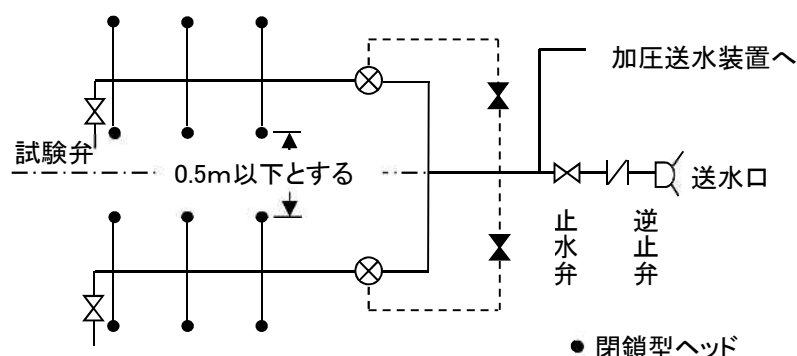 加圧送水装置へ
試験弁
0.5m以下とする
送水口
止水弁
逆止弁
● 閉鎖型ヘッド